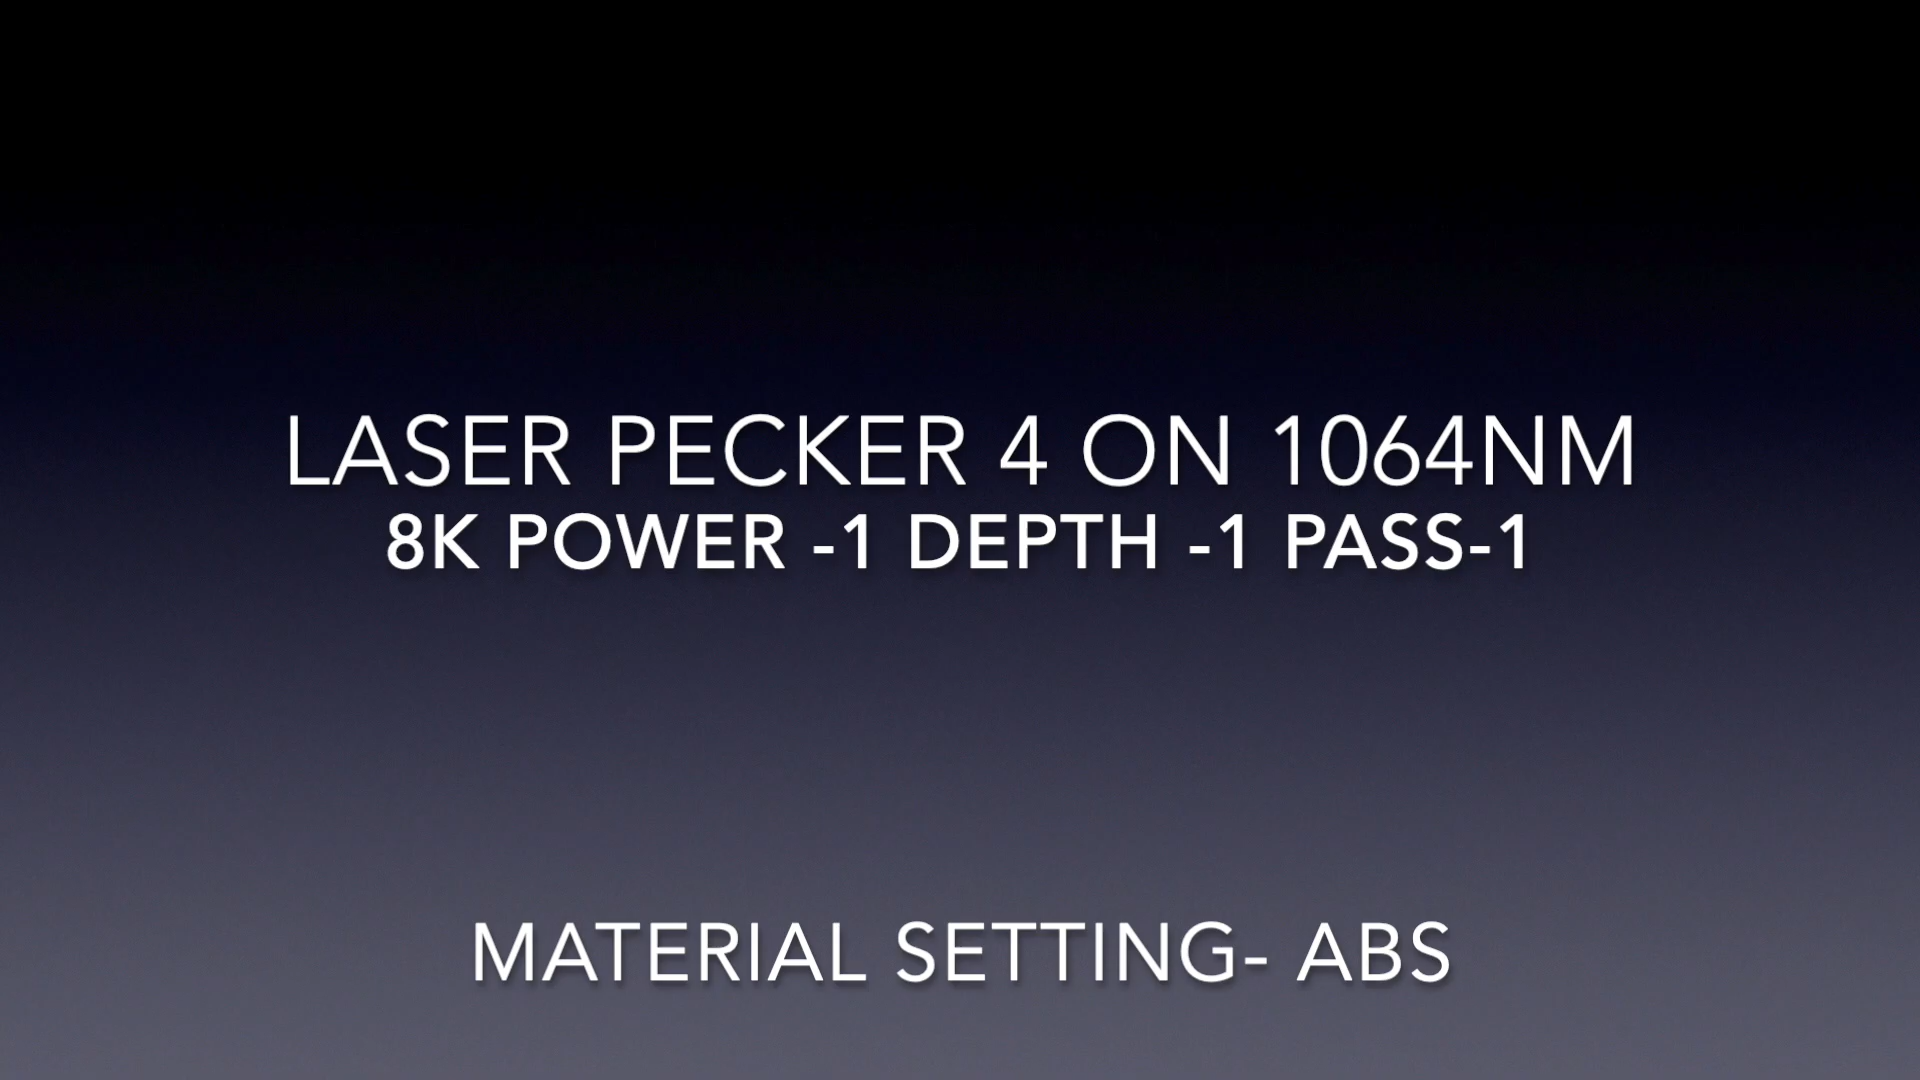 LASER PECKER 4 ON 1064NM
8K POWER -1 DEPTH -1 PASS-1
MATERIAL SETTING- ABS